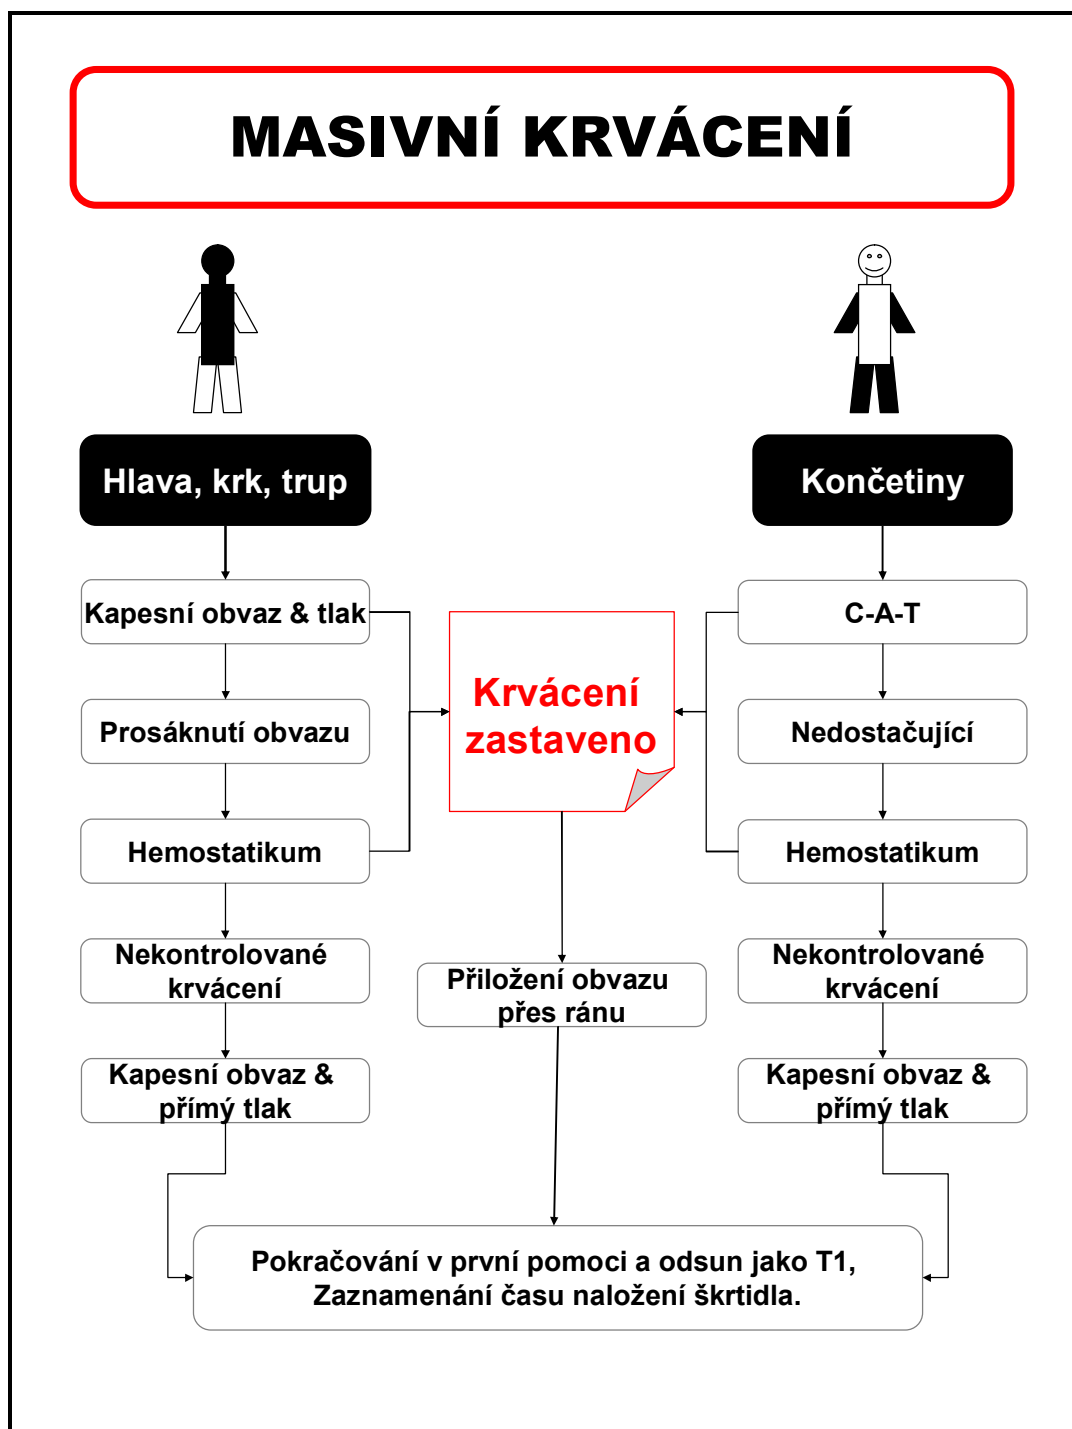 MASIVNÍ KRVÁCENÍ
Hlava, krk, trup
Kapesní obvaz & tlak
Prosáknutí obvazu
Hemostatikum
Nekontrolované
krvácení
Kapesní obvaz &
přímý tlak
Krvácení
zastaveno
Přiložení obvazu
přes ránu
Končetiny
C-A-T
Nedostačující
Hemostatikum
Nekontrolované
krvácení
Kapesní obvaz &
přímý tlak
Pokračování v první pomoci a odsun jako T1,
Zaznamenání času naložení škrtidla.